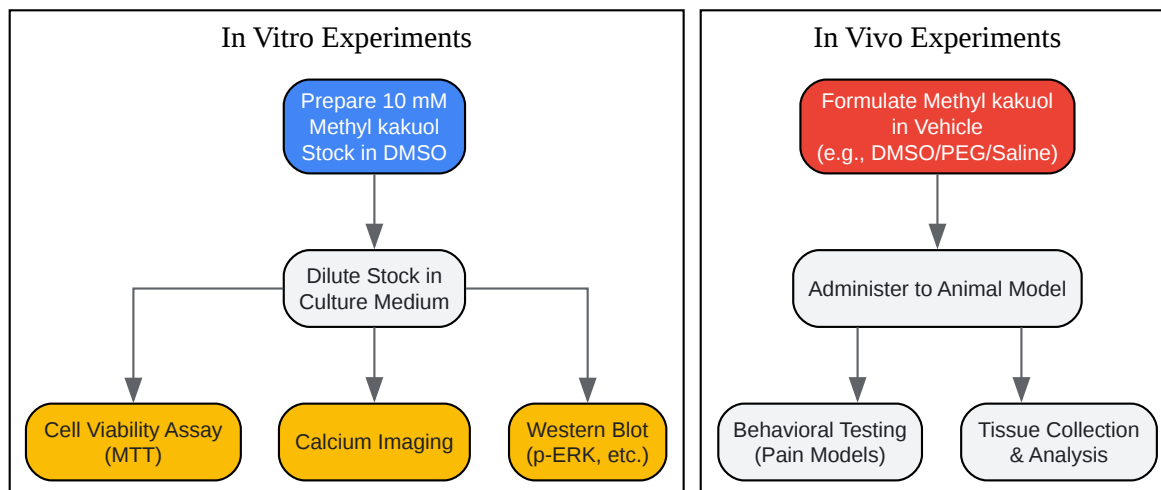 In Vitro Experiments
Prepare 10 mM
Methyl kakuol
Stock in DMSO
Dilute Stock in
Culture Medium
Cell Viability Assay
(MTT)
Calcium Imaging
Western Blot
(p-ERK, etc.)
In Vivo Experiments
Formulate Methyl kakuol
in Vehicle
(e.g., DMSO/PEG/Saline)
Administer to Animal Model
Behavioral Testing
(Pain Models)
Tissue Collection
& Analysis